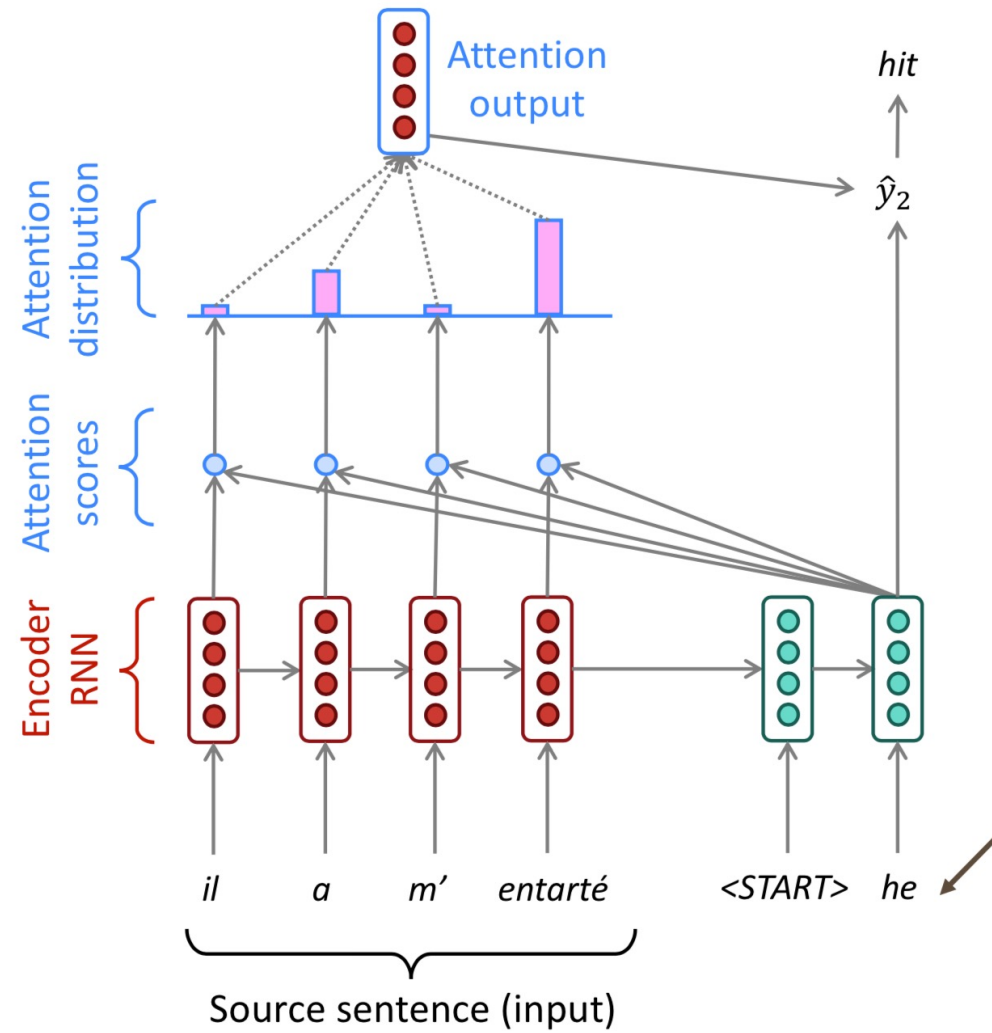 Attention
output
hit
ŷ₂
Attention
distribution
Attention
scores
Encoder
RNN
il a m’ entarté <START> he
Source sentence (input)